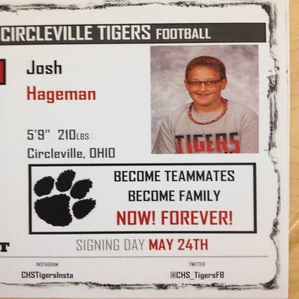 CIRCLEVILLE TIGERS FOOTBALL
Josh
Hageman
TIGERS
5'9" 210LBS
Circleville, OHIO
BECOME TEAMMATES
BECOME FAMILY
NOW! FOREVER!
SIGNING DAY MAY 24TH
INSTAGRAM
TWITTER
CHSTigersInsta
@CHS_TigersFB